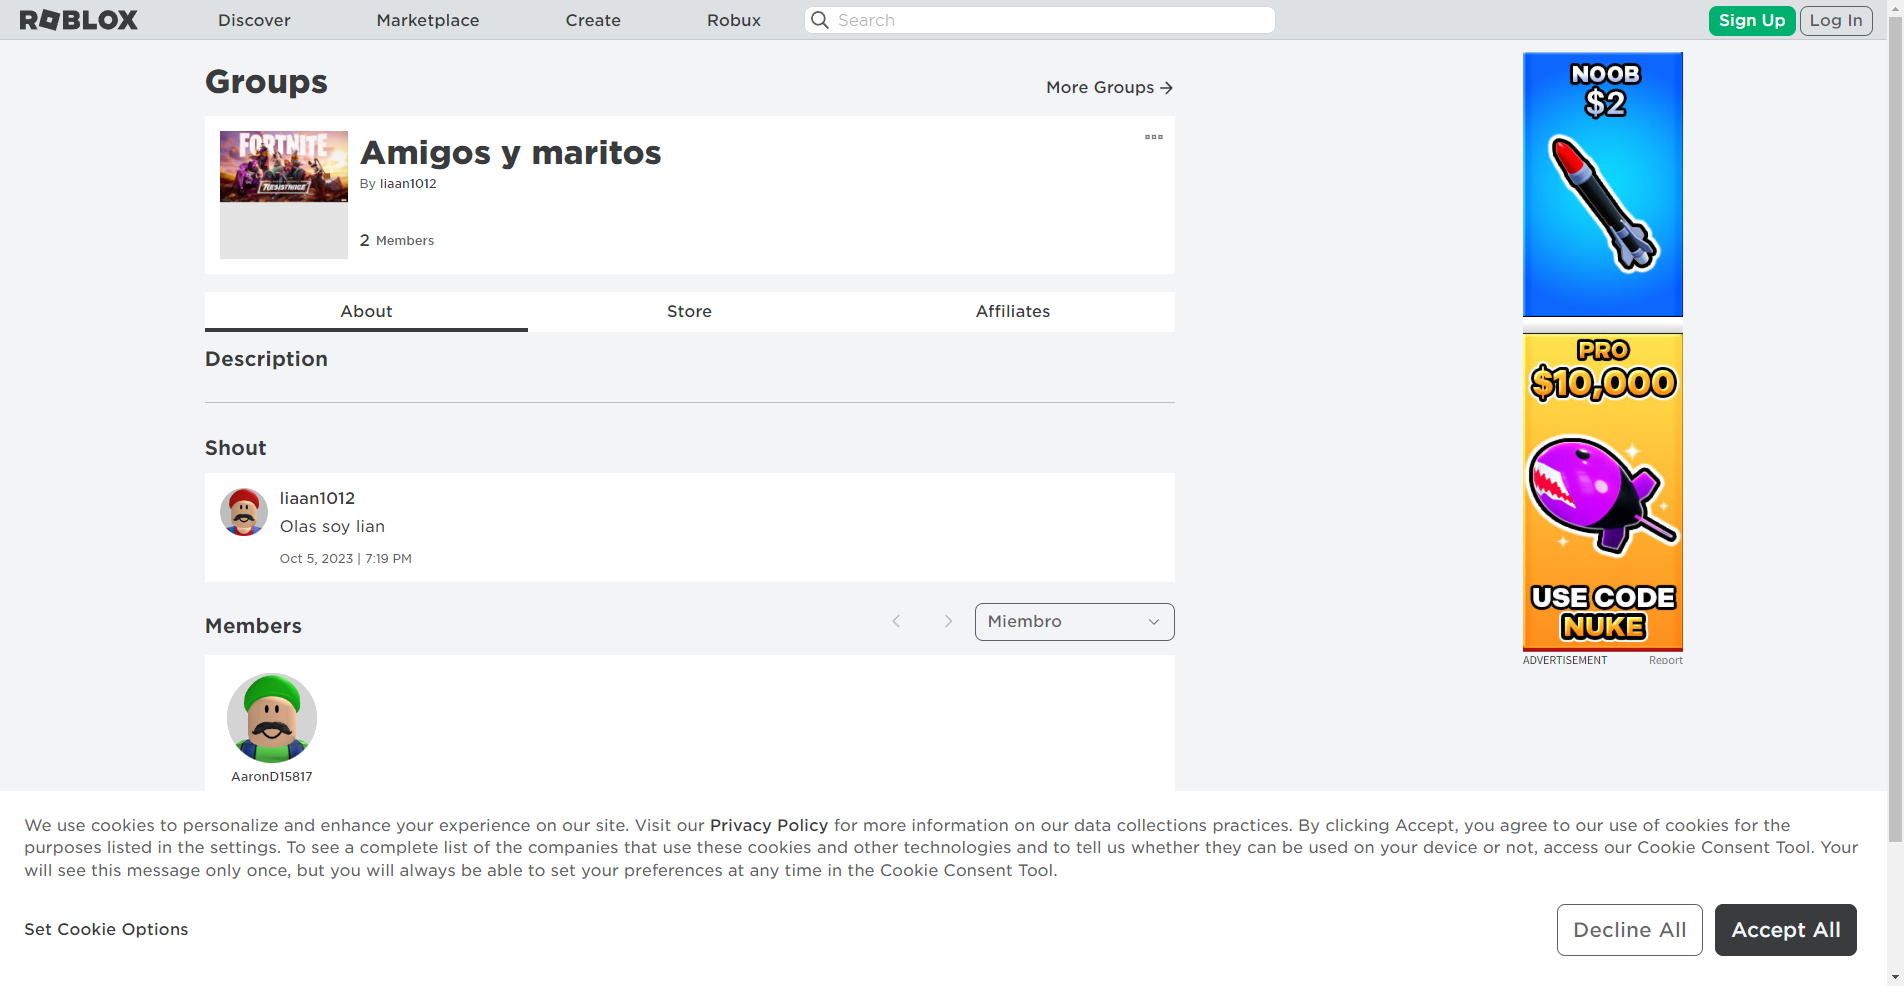 ROBLOX
Discover
Marketplace
Create
Robux
Search
Sign Up
Log In
Groups
More Groups
FORTNITE
RESISTANCE
Amigos y maritos
By liaan1012
2 Members
About
Store
Affiliates
Description
Shout
liaan1012
Olas soy lian
Oct 5, 2023 | 7:19 PM
Members
Miembro
AaronD15817
NOOB
$2
PRO
$10,000
USE CODE
NUKE
ADVERTISEMENT
Report
We use cookies to personalize and enhance your experience on our site. Visit our Privacy Policy for more information on our data collections practices. By clicking Accept, you agree to our use of cookies for the
purposes listed in the settings. To see a complete list of the companies that use these cookies and other technologies and to tell us whether they can be used on your device or not, access our Cookie Consent Tool. Your
will see this message only once, but you will always be able to set your preferences at any time in the Cookie Consent Tool.
Set Cookie Options
Decline All
Accept All